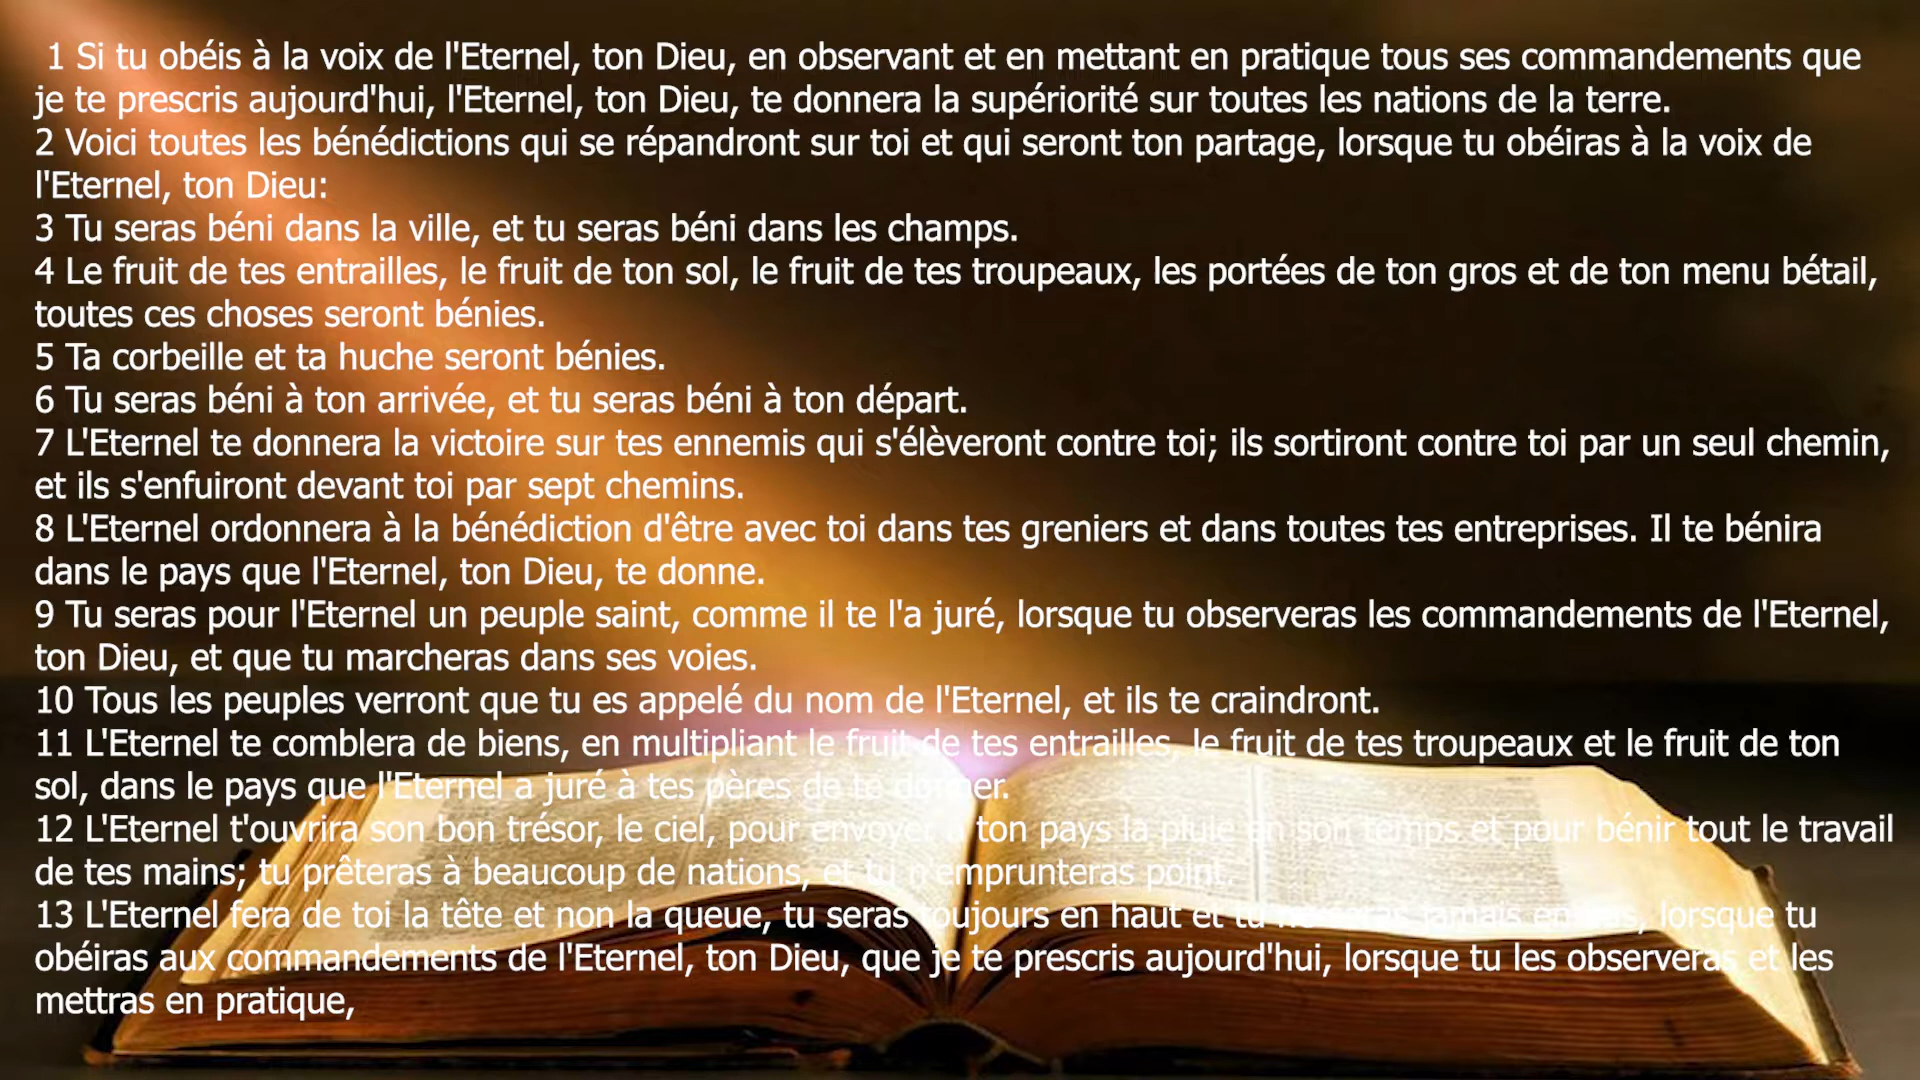 1 Si tu obéis à la voix de l'Eternel, ton Dieu, en observant et en mettant en pratique tous ses commandements que
je te prescris aujourd'hui, l'Eternel, ton Dieu, te donnera la supériorité sur toutes les nations de la terre.
2 Voici toutes les bénédictions qui se répandront sur toi et qui seront ton partage, lorsque tu obéiras à la voix de
l'Eternel, ton Dieu:
3 Tu seras béni dans la ville, et tu seras béni dans les champs.
4 Le fruit de tes entrailles, le fruit de ton sol, le fruit de tes troupeaux, les portées de ton gros et de ton menu bétail,
toutes ces choses seront bénies.
5 Ta corbeille et ta huche seront bénies.
6 Tu seras béni à ton arrivée, et tu seras béni à ton départ.
7 L'Eternel te donnera la victoire sur tes ennemis qui s'élèveront contre toi; ils sortiront contre toi par un seul chemin,
et ils s'enfuiront devant toi par sept chemins.
8 L'Eternel ordonnera à la bénédiction d'être avec toi dans tes greniers et dans toutes tes entreprises. Il te bénira
dans le pays que l'Eternel, ton Dieu, te donne.
9 Tu seras pour l'Eternel un peuple saint, comme il te l'a juré, lorsque tu observeras les commandements de l'Eternel,
ton Dieu, et que tu marcheras dans ses voies.
10 Tous les peuples verront que tu es appelé du nom de l'Eternel, et ils te craindront.
11 L'Eternel te comblera de biens, en multipliant le fruit de tes entrailles, le fruit de tes troupeaux et le fruit de ton
sol, dans le pays que l'Eternel a juré à tes pères de te donner.
12 L'Eternel t'ouvrira son bon trésor, le ciel, pour envoyer à ton pays la pluie en son temps et pour bénir tout le travail
de tes mains; tu prêteras à beaucoup de nations, et tu n'emprunteras point.
13 L'Eternel fera de toi la tête et non la queue, tu seras toujours en haut et tu ne seras jamais en bas, lorsque tu
obéiras aux commandements de l'Eternel, ton Dieu, que je te prescris aujourd'hui, lorsque tu les observeras et les
mettras en pratique,